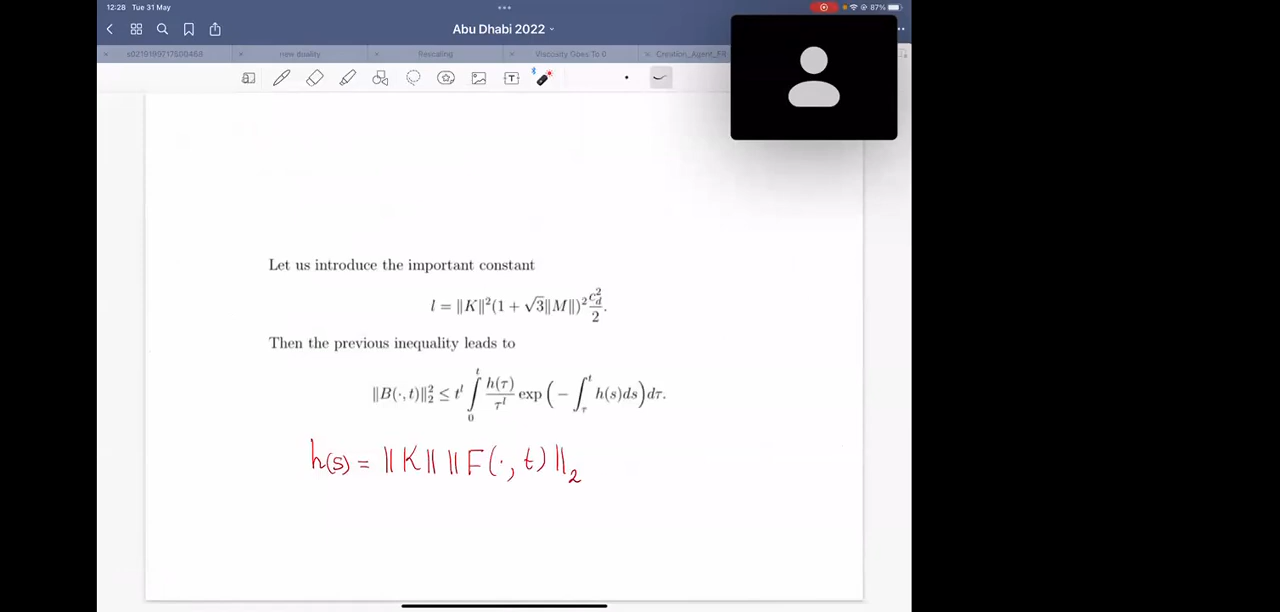 12:28 Tue 31 May
87%
Abu Dhabi 2022
new duality
Rescaling
Viscosity Goes To 0
Let us introduce the important constant
l = ‖K‖²(1 + √3‖M‖)² c_d²/2.
Then the previous inequality leads to
‖B(·, t)‖₂² ≤ t^l ∫₀^t h(τ)/τ^l exp(− ∫_τ^t h(s)ds)dτ.
h(s) = ‖K‖ ‖F(·, t)‖₂